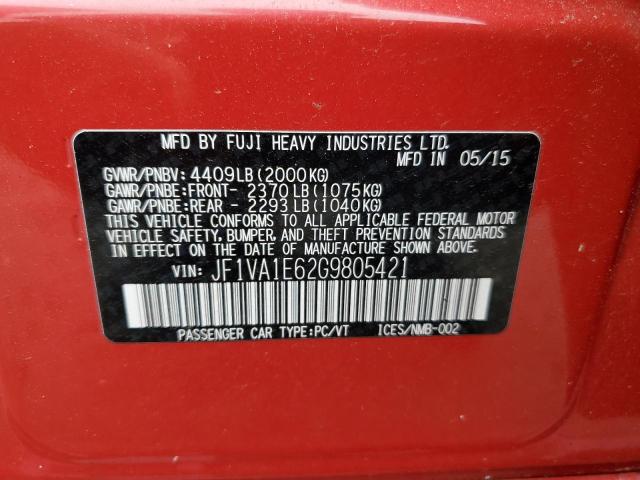 MFD BY FUJI HEAVY INDUSTRIES LTD.
MFD IN 05/15
GVWR/PNBV: 4409LB(2000KG)
GAWR/PNBE:FRONT- 2370LB(1075KG)
GAWR/PNBE:REAR - 2293LB(1040KG)
THIS VEHICLE CONFORMS TO ALL APPLICABLE FEDERAL MOTOR
VEHICLE SAFETY, BUMPER, AND THEFT PREVENTION STANDARDS
IN EFFECT ON THE DATE OF MANUFACTURE SHOWN ABOVE.
VIN: JF1VA1E62G9805421
PASSENGER CAR TYPE:PC/VT ICES/NMB-002